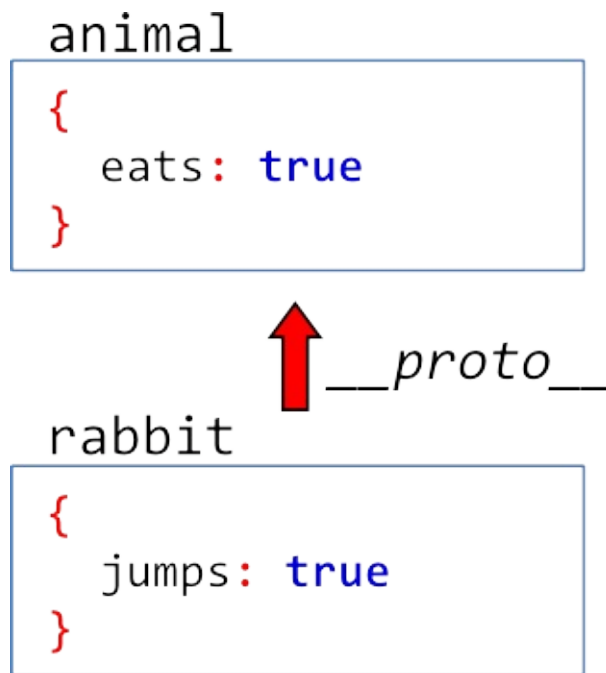 animal
{
eats: true
}
__proto__
rabbit
{
jumps: true
}